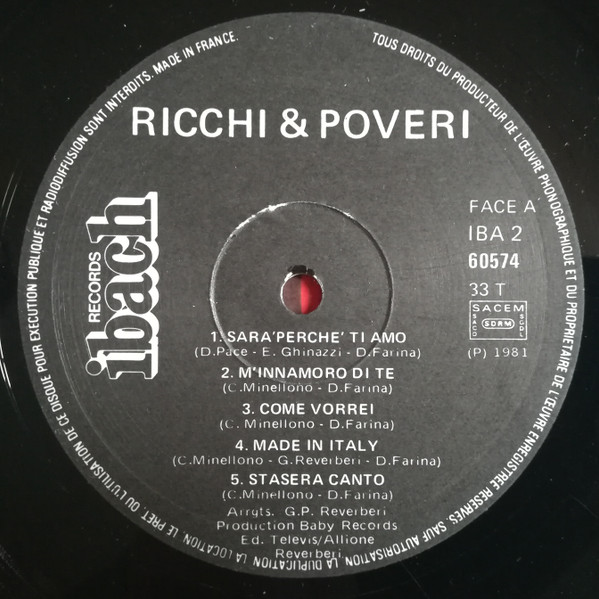 RICCHI & POVERI
ibach
RECORDS
FACE A
IBA 2
60574
33 T
SACEM
SACD
SDRM
SGDL
(P) 1981
1. SARA' PERCHE' TI AMO
(D.Pace - E. Ghinazzi - D.Farina)
2. M'INNAMORO DI TE
(C.Minellono - D.Farina)
3. COME VORREI
(C. Minellono - D.Farina)
4. MADE IN ITALY
(C.Minellono - G.Reverberi - D.Farina)
5. STASERA CANTO
(C.Minellono - D.Farina)
Arrgts. G.P. Reverberi
Production Baby Records
Ed. Televis/Allione
Reverberi
TOUS DROITS DU PRODUCTEUR DE L'ŒUVRE PHONOGRAPHIQUE ET DU PROPRIETAIRE DE L'ŒUVRE ENREGISTREE RESERVES. SAUF AUTORISATION, LA DUPLICATION, LA LOCATION, LE PRET, OU L'UTILISATION DE CE DISQUE POUR EXECUTION PUBLIQUE ET RADIODIFFUSION SONT INTERDITS. MADE IN FRANCE.